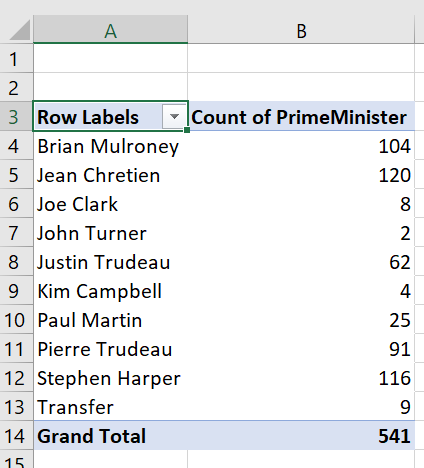 A B
1
2
3 Row Labels Count of PrimeMinister
4 Brian Mulroney 104
5 Jean Chretien 120
6 Joe Clark 8
7 John Turner 2
8 Justin Trudeau 62
9 Kim Campbell 4
10 Paul Martin 25
11 Pierre Trudeau 91
12 Stephen Harper 116
13 Transfer 9
14 Grand Total 541
15